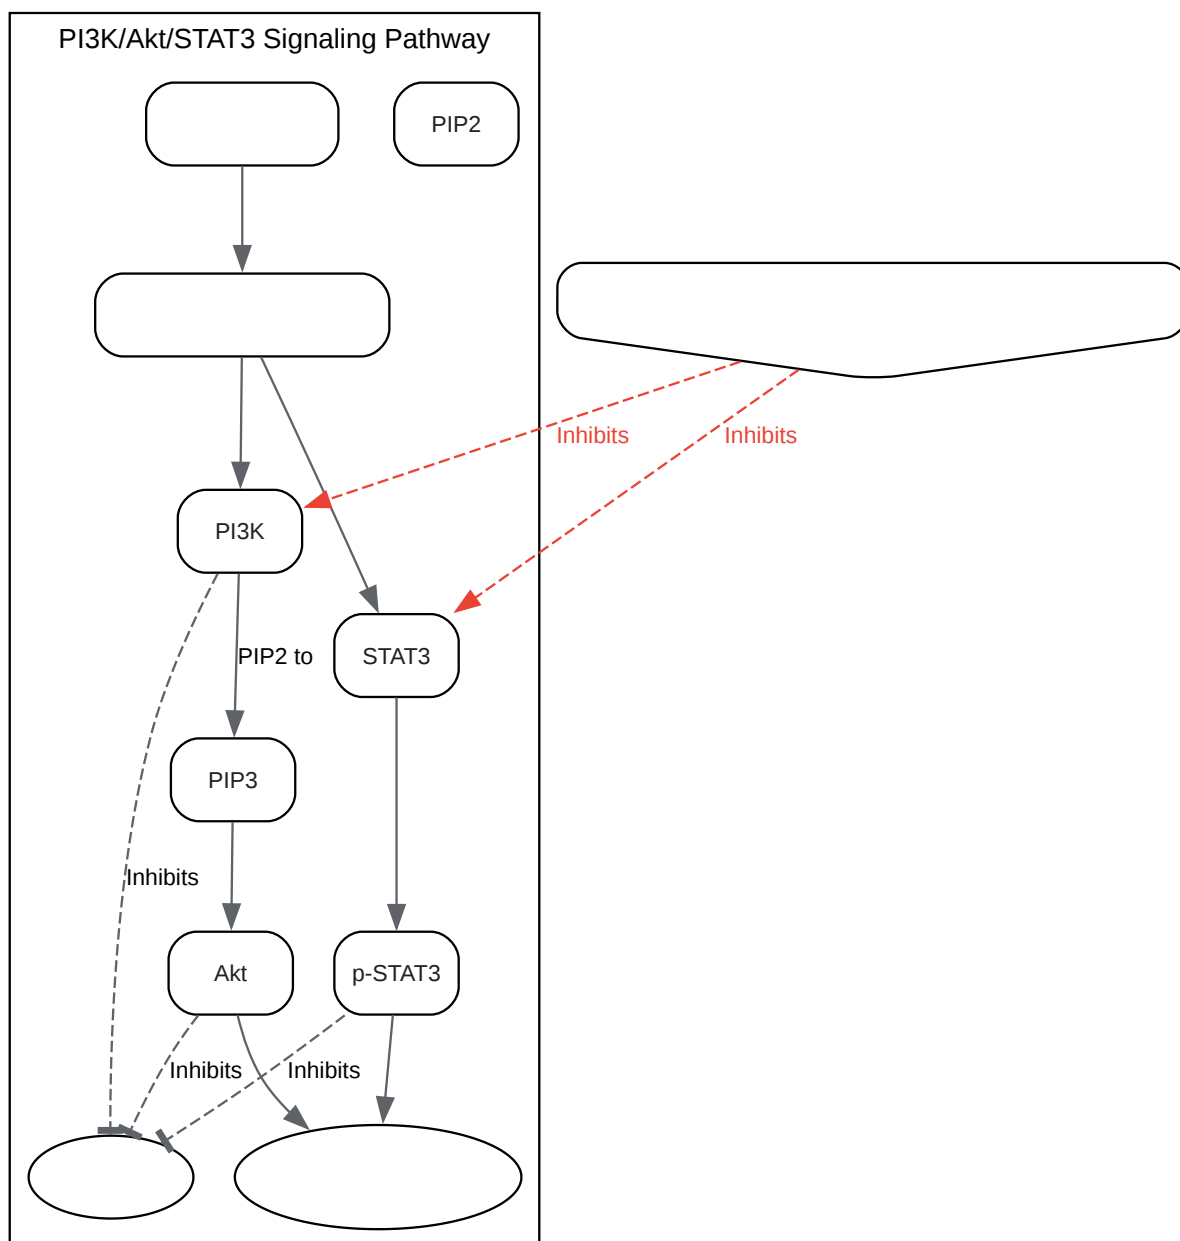 PI3K/Akt/STAT3 Signaling Pathway
PIP2
Inhibits
Inhibits
PI3K
PIP2 to
STAT3
PIP3
Inhibits
Akt
p-STAT3
Inhibits
Inhibits